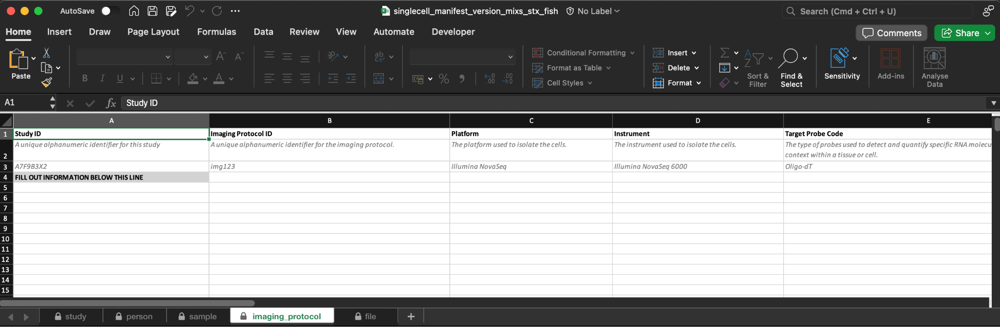 AutoSave
singlecell_manifest_version_mixs_stx_fish No Label
Search (Cmd + Ctrl + U)
Home Insert Draw Page Layout Formulas Data Review View Automate Developer
Comments Share
Paste
B I U
A A
A
ab
c
% 9
.00
Conditional Formatting
Format as Table
Cell Styles
Insert
Delete
Format
Sort &
Filter
Find &
Select
Sensitivity
Add-ins
Analyse
Data
A1 fx Study ID
A B C D E
1 Study ID Imaging Protocol ID Platform Instrument Target Probe Code
2 A unique alphanumeric identifier for this study A unique alphanumeric identifier for the imaging protocol. The platform used to isolate the cells. The instrument used to isolate the cells. The type of probes used to detect and quantify specific RNA molecu
context within a tissue or cell.
3 A7F9B3X2 img123 Illumina NovaSeq Illumina NovaSeq 6000 Oligo-dT
4 FILL OUT INFORMATION BELOW THIS LINE
5
6
7
8
9
10
11
12
13
14
15
study person sample imaging_protocol file +